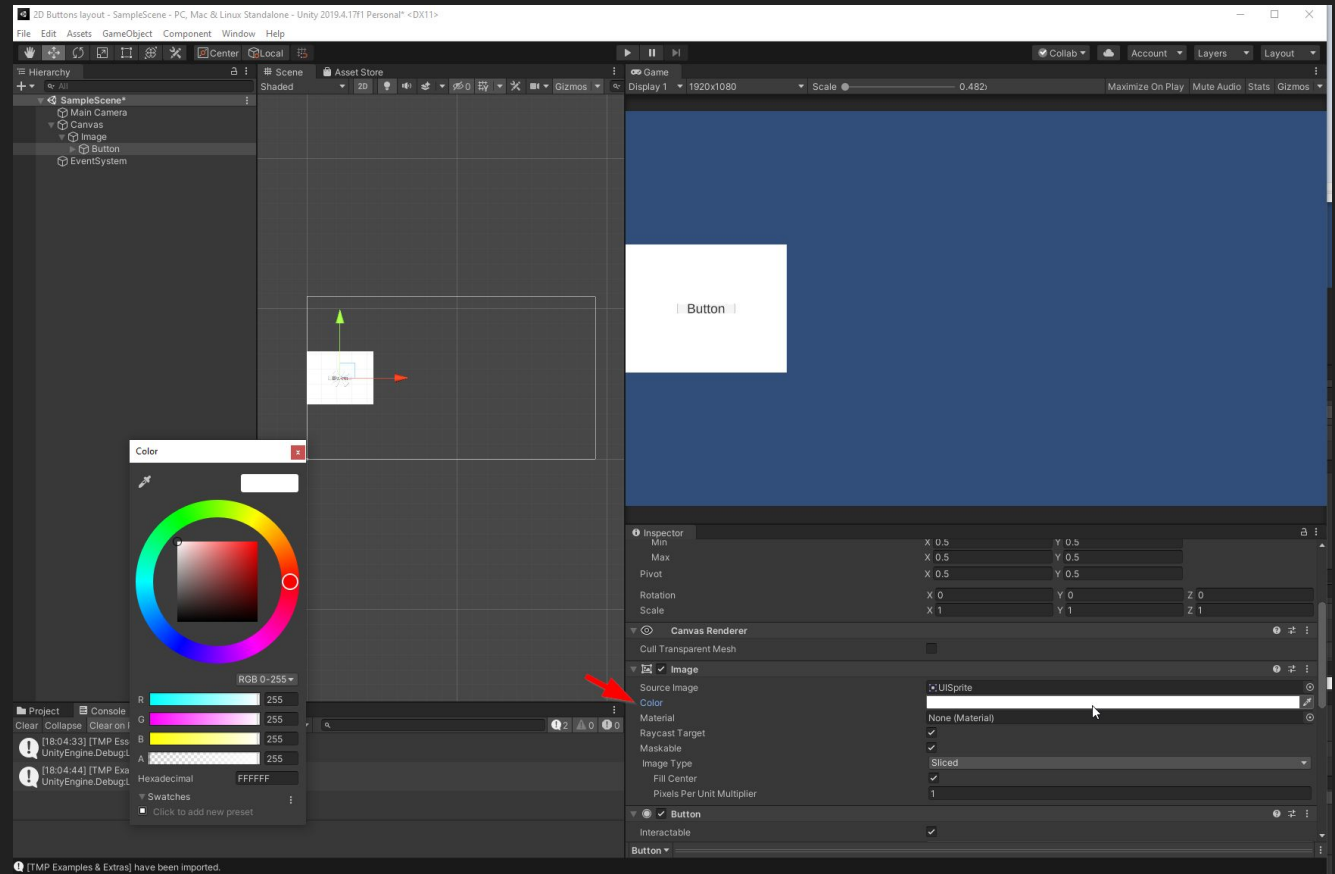 2D Buttons layout - SampleScene - PC, Mac & Linux Standalone - Unity 2019.4.17f1 Personal* <DX11>
File Edit Assets GameObject Component Window Help
Center Local Collab Account Layers Layout
Hierarchy
All
SampleScene*
Main Camera
Canvas
Image
Button
EventSystem
Scene Asset Store
Shaded 2D 0 Gizmos
Game
Display 1 1920x1080 Scale 0.482 Maximize On Play Mute Audio Stats Gizmos
Button
Color
RGB 0-255
R 255
G 255
B 255
A 255
Hexadecimal FFFFFF
Swatches
Click to add new preset
Project Console
Clear Collapse Clear on 2 0 0
[18:04:33] [TMP Ess
UnityEngine.Debug:L
[18:04:44] [TMP Exa
UnityEngine.Debug:L
Inspector
Min X 0.5 Y 0.5
Max X 0.5 Y 0.5
Pivot X 0.5 Y 0.5
Rotation X 0 Y 0 Z 0
Scale X 1 Y 1 Z 1
Canvas Renderer
Cull Transparent Mesh
Image
Source Image UISprite
Color
Material None (Material)
Raycast Target
Maskable
Image Type Sliced
Fill Center
Pixels Per Unit Multiplier 1
Button
Interactable
Button
[TMP Examples & Extras] have been imported.